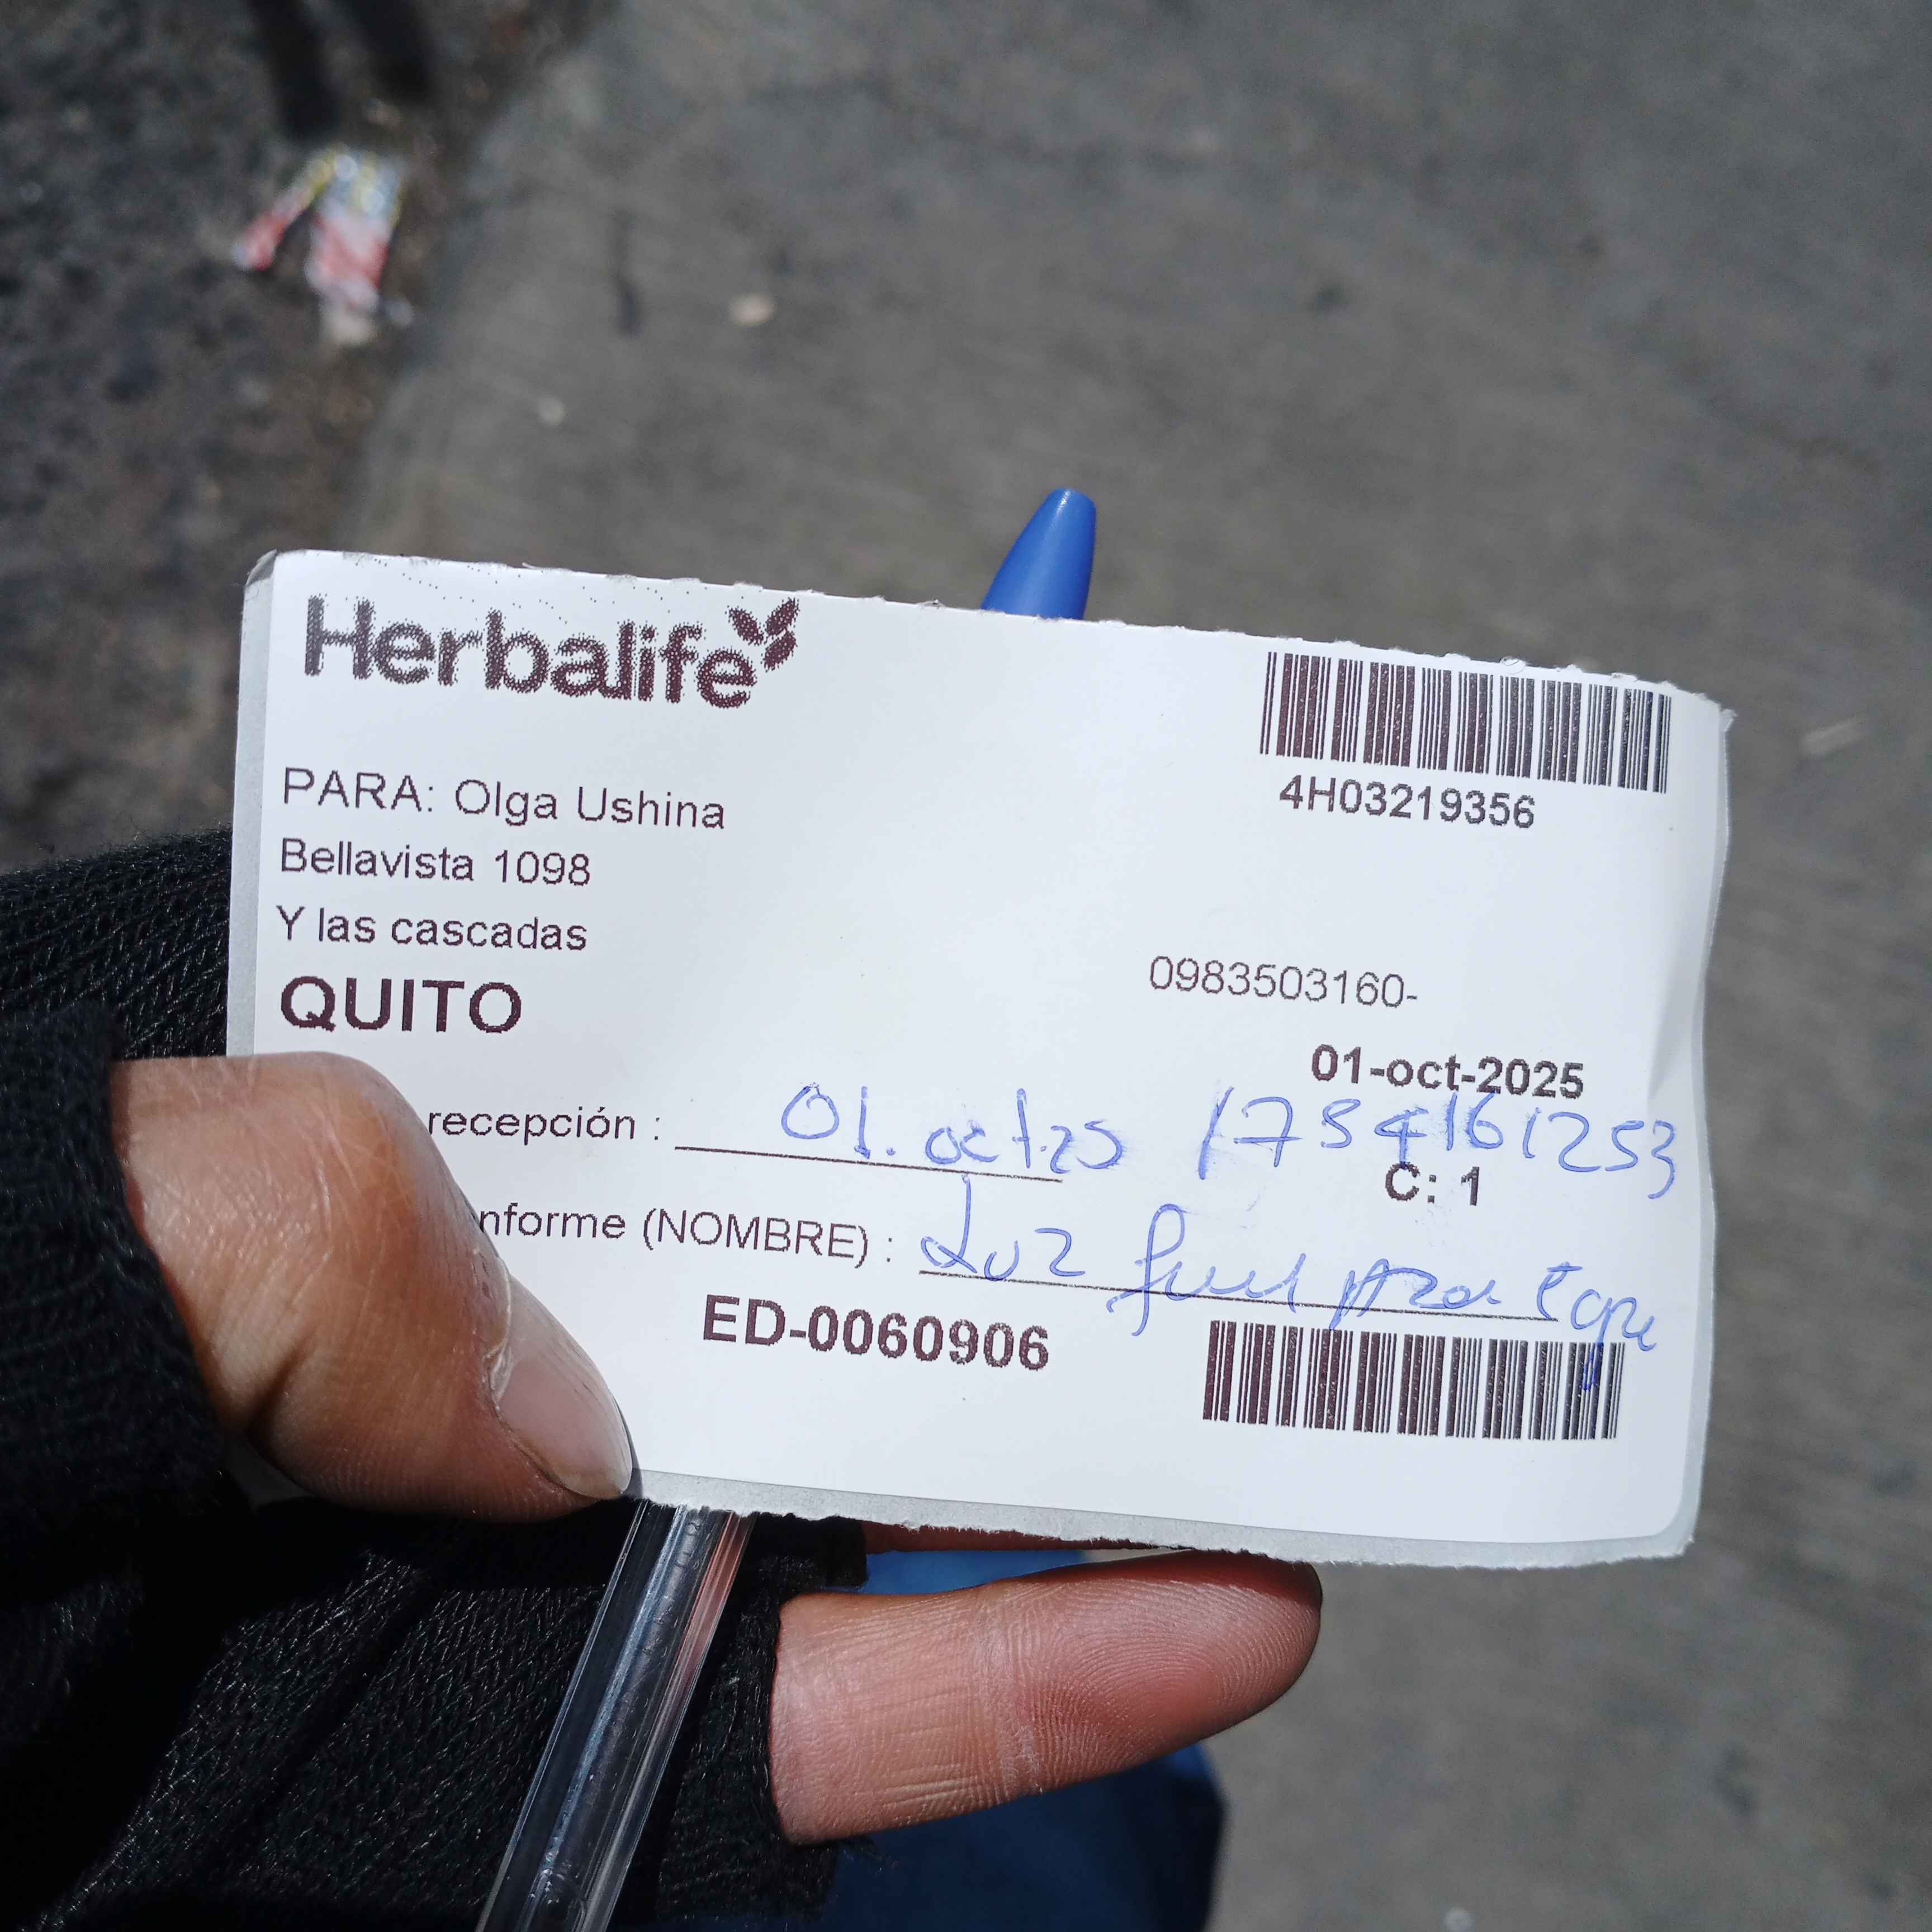 Herbalife
4H03219356
PARA: Olga Ushina
Bellavista 1098
Y las cascadas
QUITO
0983503160-
01-oct-2025
recepción : 01. oct 25 1754161253
C: 1
nforme (NOMBRE) : Luz
ED-0060906